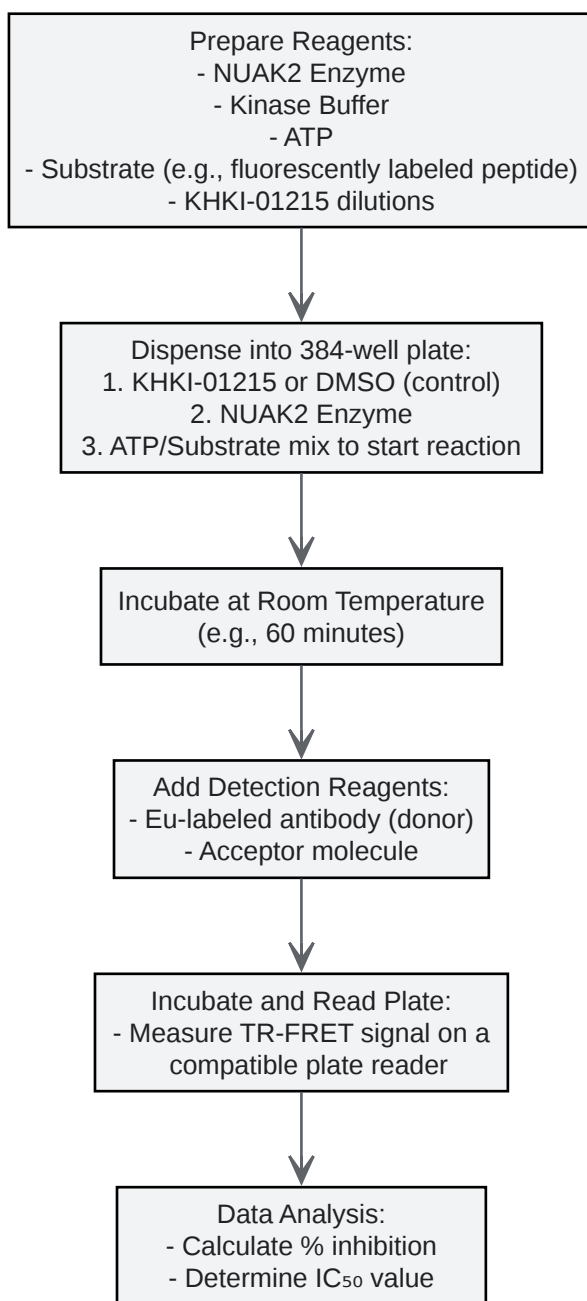 Prepare Reagents:
- NUAK2 Enzyme
- Kinase Buffer
- ATP
- Substrate (e.g., fluorescently labeled peptide)
- KHKI-01215 dilutions
Dispense into 384-well plate:
1. KHKI-01215 or DMSO (control)
2. NUAK2 Enzyme
3. ATP/Substrate mix to start reaction
Incubate at Room Temperature
(e.g., 60 minutes)
Add Detection Reagents:
- Eu-labeled antibody (donor)
- Acceptor molecule
Incubate and Read Plate:
- Measure TR-FRET signal on a
compatible plate reader
Data Analysis:
- Calculate % inhibition
- Determine IC₅₀ value